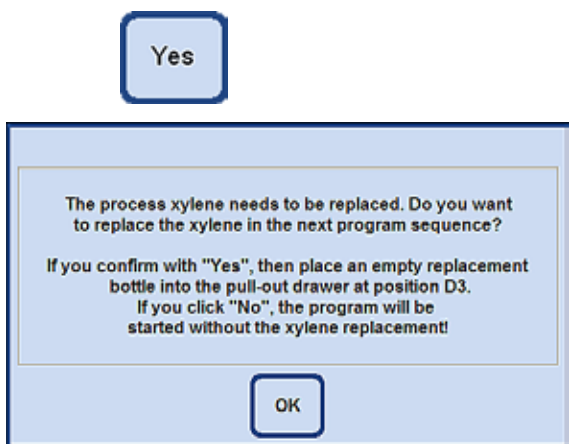 Yes
The process xylene needs to be replaced. Do you want
to replace the xylene in the next program sequence?
If you confirm with "Yes", then place an empty replacement
bottle into the pull-out drawer at position D3.
If you click "No", the program will be
started without the xylene replacement!
OK